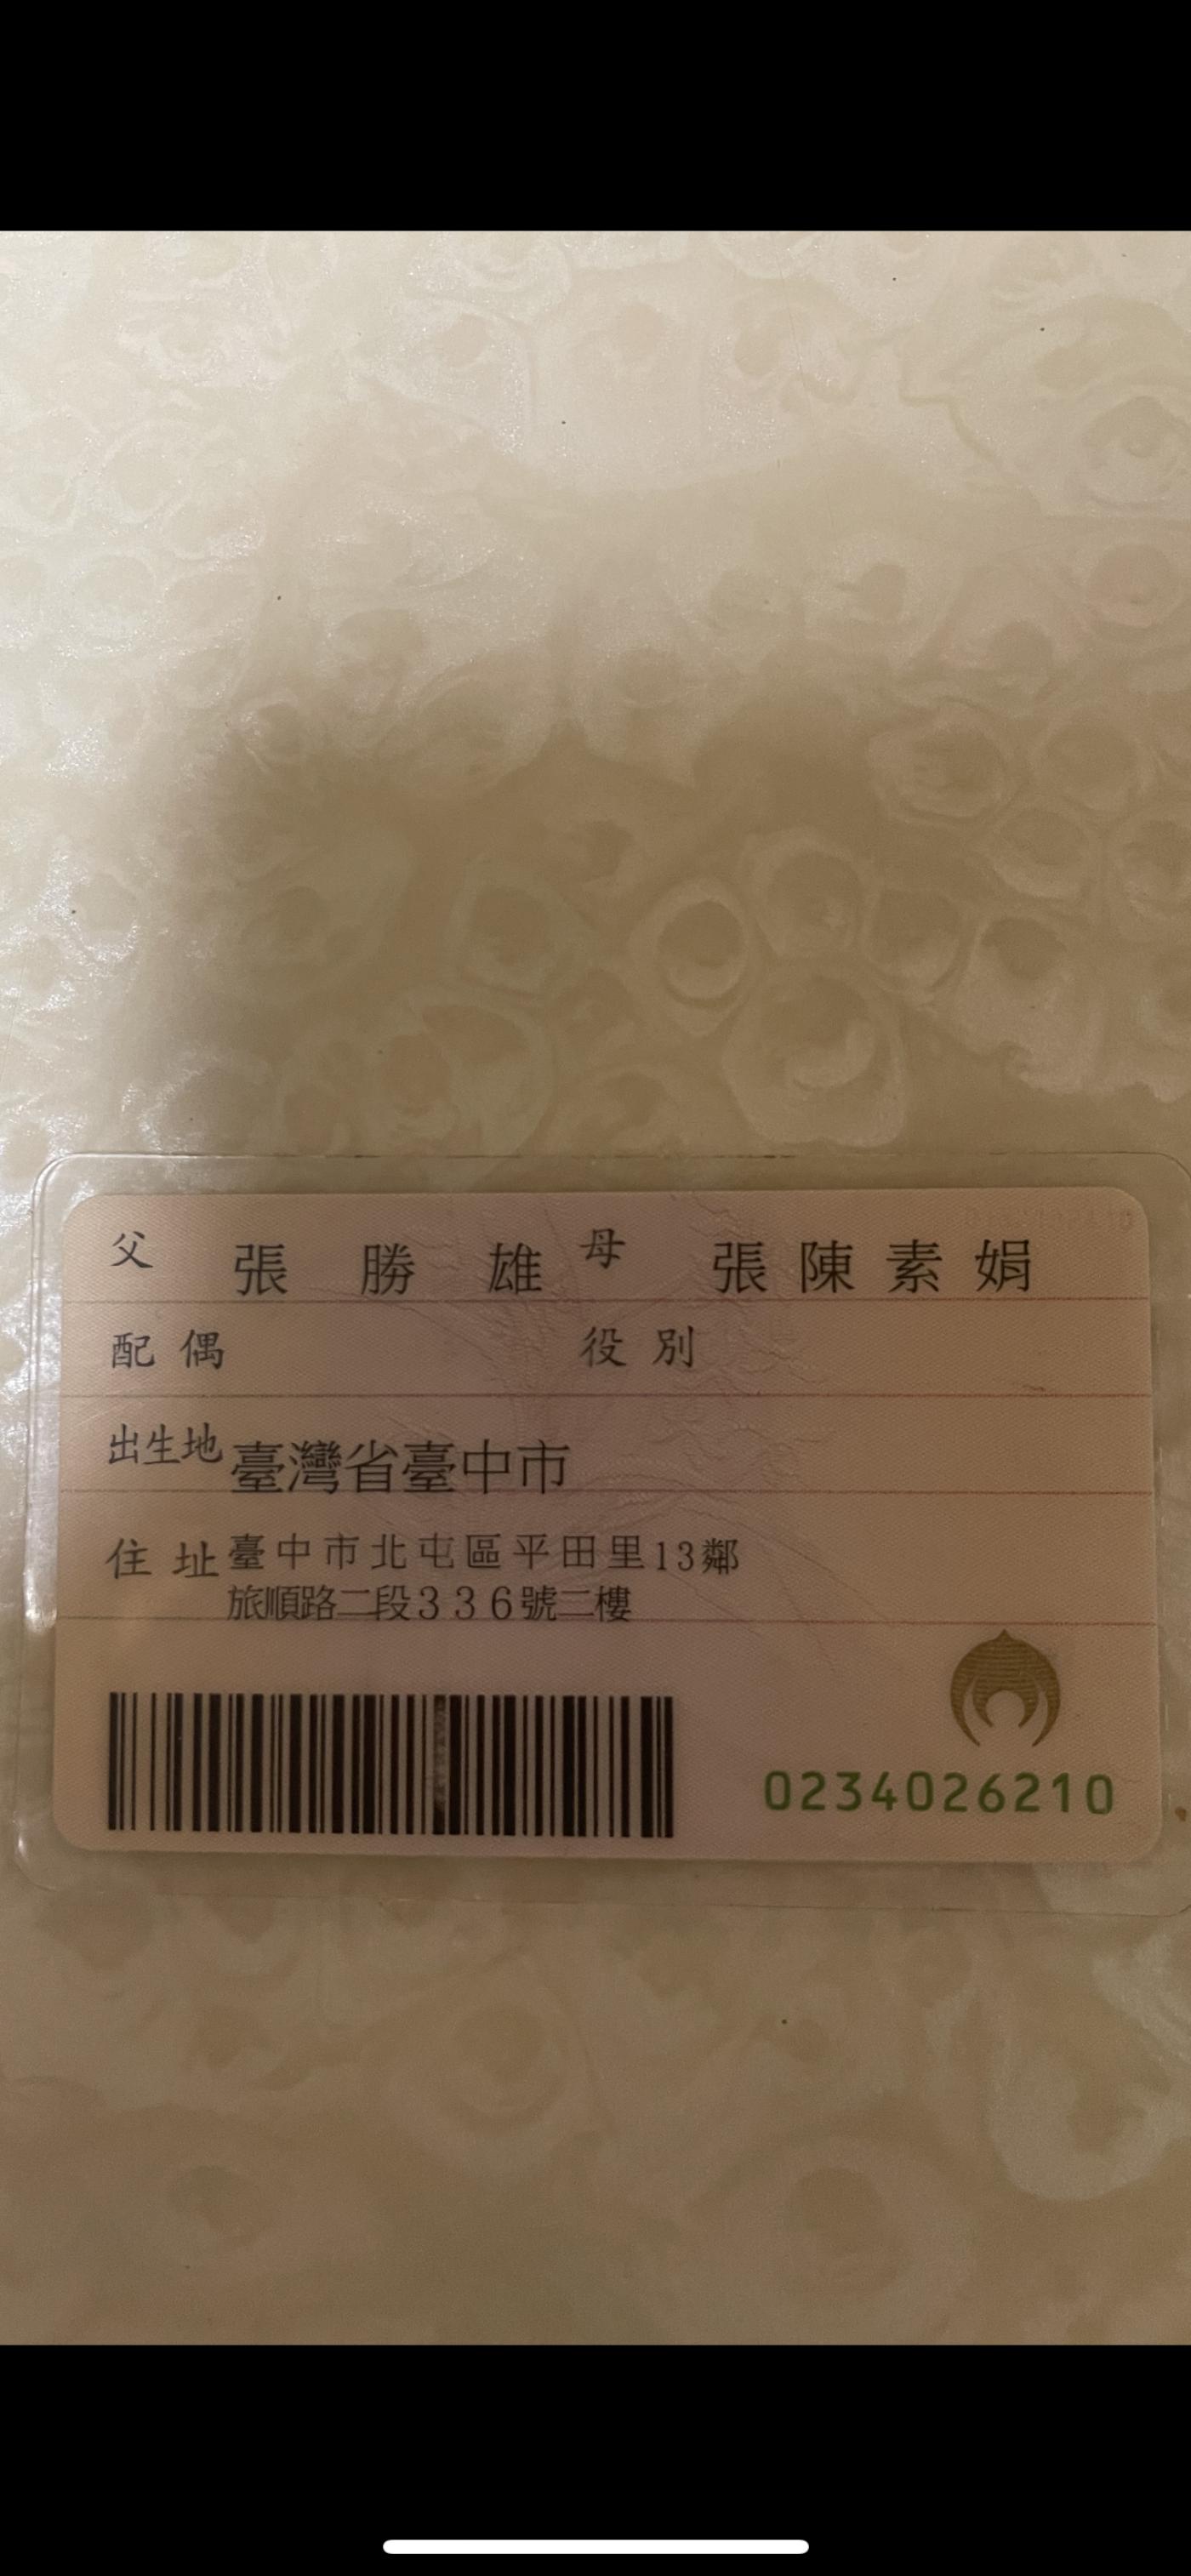 父 張勝雄 母 張陳素娟
配偶 役別
出生地 臺灣省臺中市
住址 臺中市北屯區平田里13鄰
旅順路二段336號二樓
0234026210